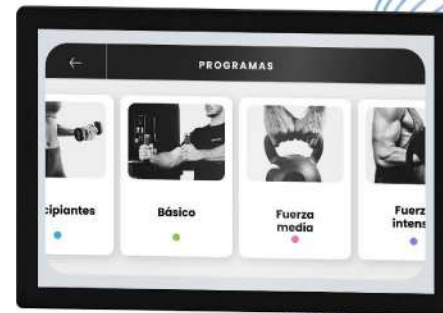 PROGRAMAS
cipiantes
Básico
Fuerza
media
Fuerz
intens